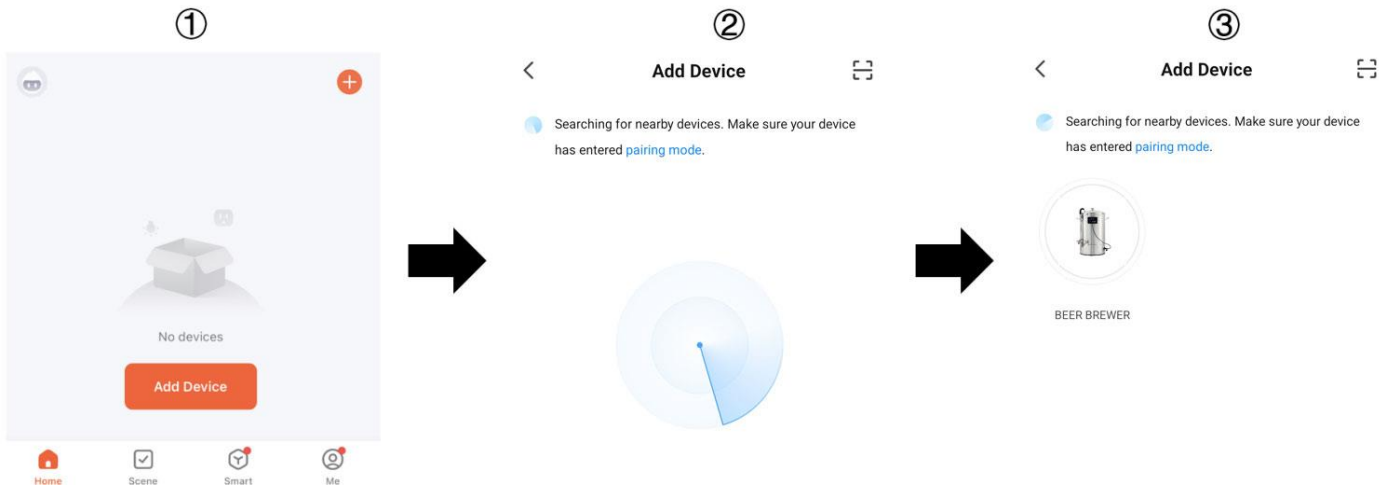 ①
No devices
Add Device
Home
Scene
Smart
Me
②
Add Device
Searching for nearby devices. Make sure your device
has entered pairing mode.
③
Add Device
Searching for nearby devices. Make sure your device
has entered pairing mode.
BEER BREWER